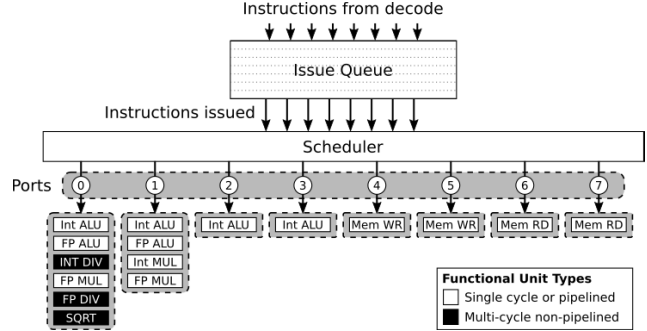 Instructions from decode
Issue Queue
Instructions issued
Scheduler
Ports 0 1 2 3 4 5 6 7
Int ALU Int ALU Int ALU Int ALU Mem WR Mem WR Mem RD Mem RD
FP ALU FP ALU
INT DIV Int MUL
FP MUL FP MUL
FP DIV
SQRT
Functional Unit Types
Single cycle or pipelined
Multi-cycle non-pipelined